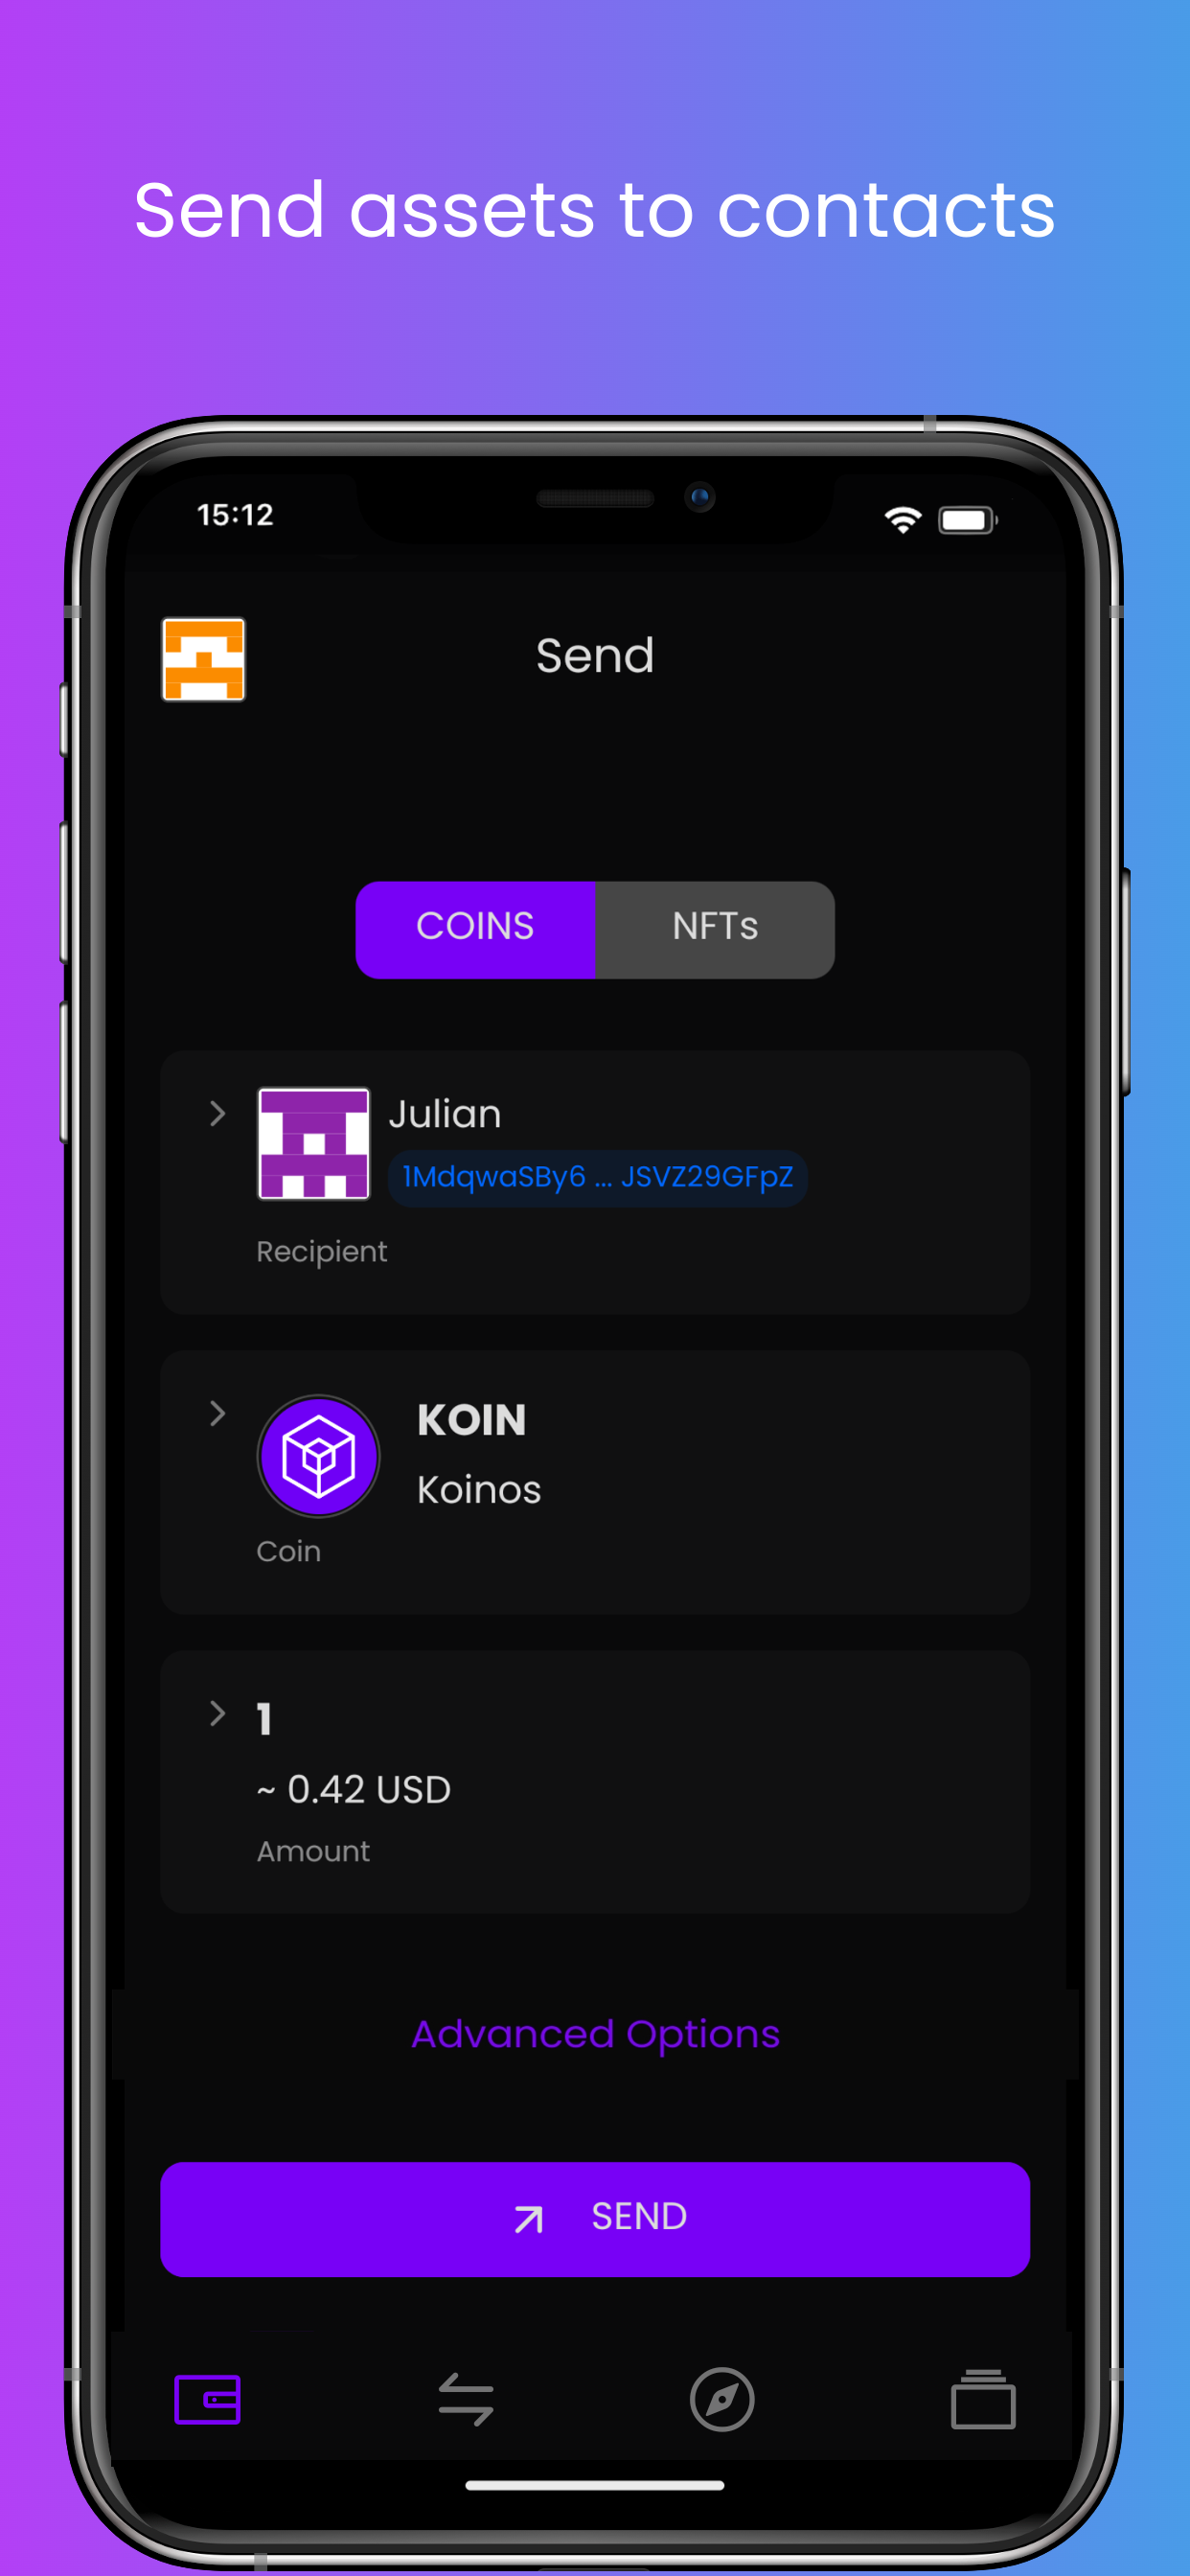 Send assets to contacts
15:12
Send
COINS
NFTs
Julian
1MdqwaSBy6 ... JSVZ29GFpZ
Recipient
KOIN
Koinos
Coin
1
~ 0.42 USD
Amount
Advanced Options
SEND